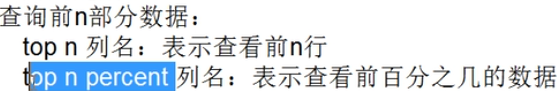 查询前n部分数据：
top n 列名：表示查看前n行
top n percent 列名：表示查看前百分之几的数据